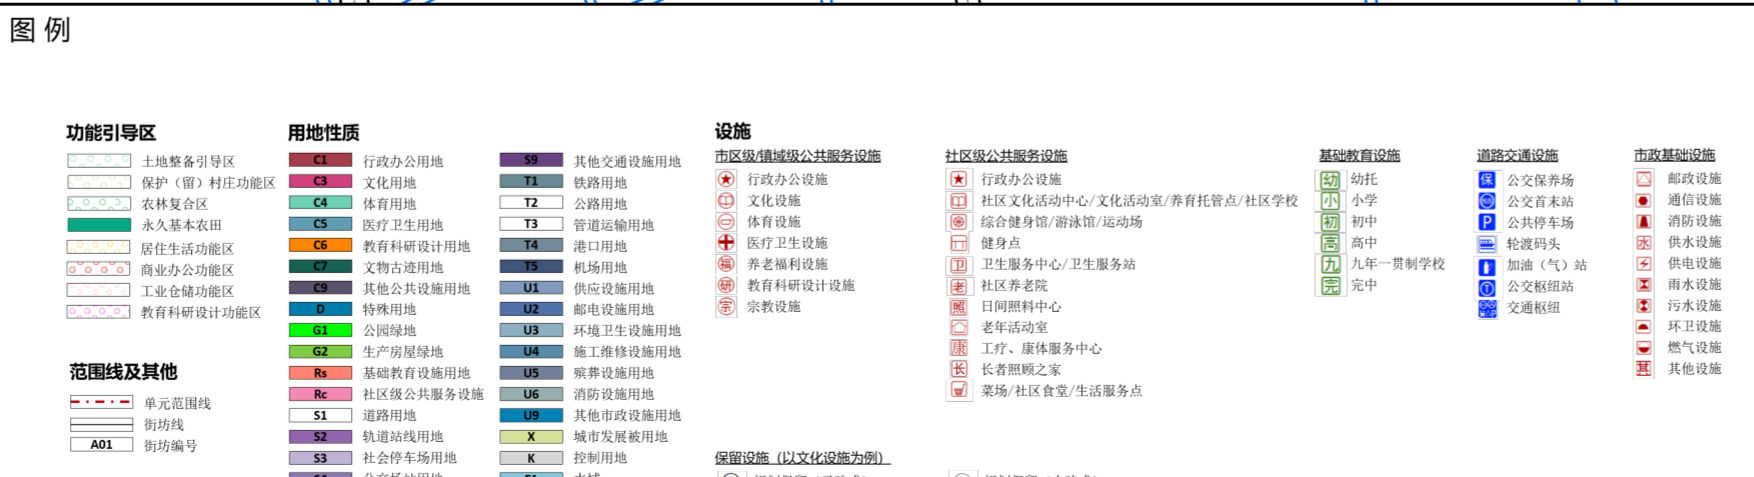 图 例
功能引导区
土地整备引导区
保护（留）村庄功能区
农林复合区
永久基本农田
居住生活功能区
商业办公功能区
工业仓储功能区
教育科研设计功能区
范围线及其他
单元范围线
街坊线
A01 街坊编号
用地性质
C1 行政办公用地
C3 文化用地
C4 体育用地
C5 医疗卫生用地
C6 教育科研设计用地
C7 文物古迹用地
C9 其他公共设施用地
D 特殊用地
G1 公园绿地
G2 生产房屋绿地
Rs 基础教育设施用地
Rc 社区级公共服务设施
S1 道路用地
S2 轨道站线用地
S3 社会停车场用地
S9 其他交通设施用地
T1 铁路用地
T2 公路用地
T3 管道运输用地
T4 港口用地
T5 机场用地
U1 供应设施用地
U2 邮电设施用地
U3 环境卫生设施用地
U4 施工维修设施用地
U5 殡葬设施用地
U6 消防设施用地
U9 其他市政设施用地
X 城市发展被用地
K 控制用地
设施
市区级/镇域级公共服务设施
行政办公设施
文化设施
体育设施
医疗卫生设施
福 养老福利设施
研 教育科研设计设施
宗 宗教设施
保留设施（以文化设施为例）
社区级公共服务设施
行政办公设施
社区文化活动中心/文化活动室/养育托管点/社区学校
综合健身馆/游泳馆/运动场
健身点
卫 卫生服务中心/卫生服务站
老 社区养老院
照 日间照料中心
老年活动室
康 工疗、康体服务中心
长 长者照顾之家
菜场/社区食堂/生活服务点
基础教育设施
幼 幼托
小 小学
初 初中
高 高中
九 九年一贯制学校
完 完中
道路交通设施
保 公交保养场
公交首末站
P 公共停车场
轮渡码头
加油（气）站
T 公交枢纽站
交通枢纽
市政基础设施
邮政设施
通信设施
消防设施
水 供水设施
供电设施
雨水设施
污水设施
环卫设施
燃气设施
其 其他设施